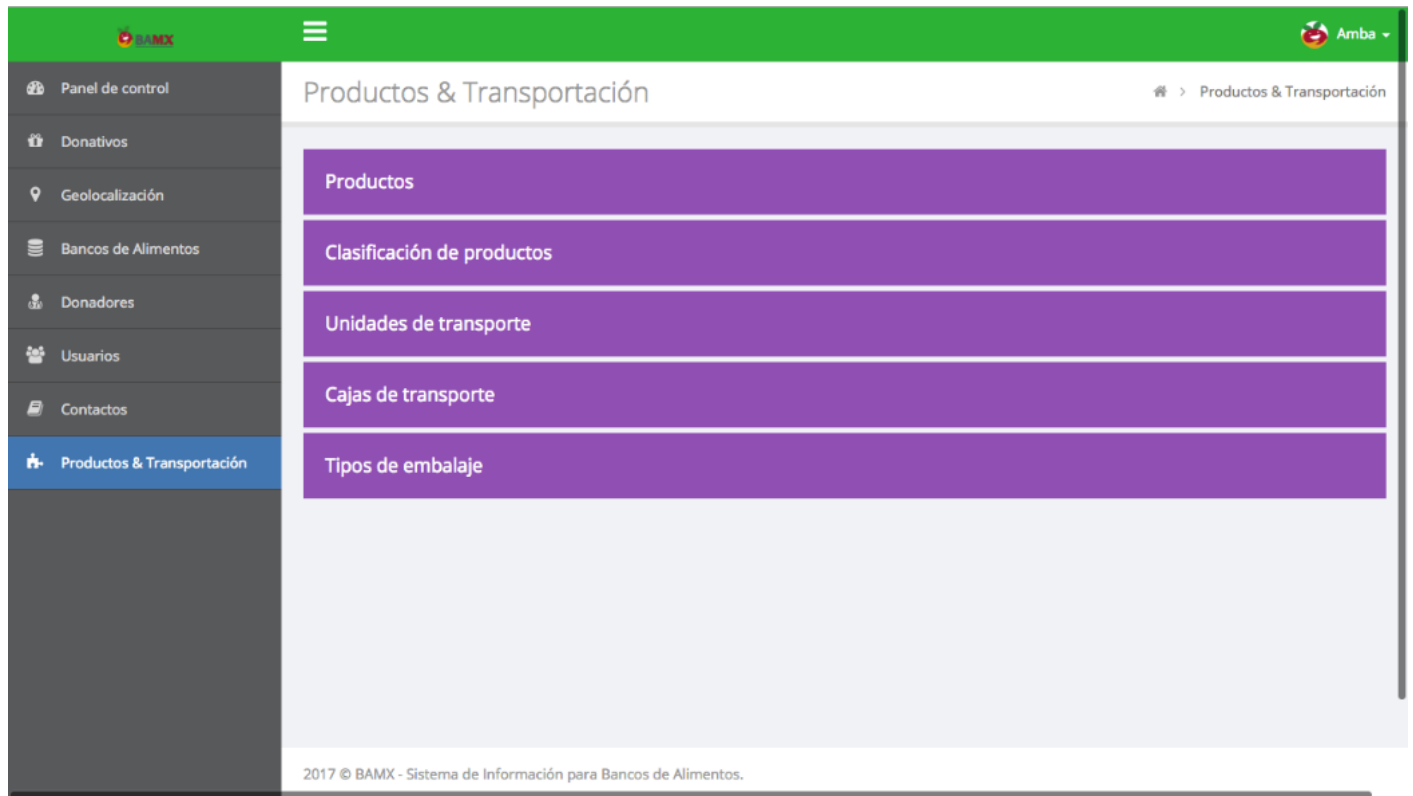 BAMX
Amba
Panel de control
Donativos
Geolocalización
Bancos de Alimentos
Donadores
Usuarios
Contactos
Productos & Transportación
Productos & Transportación
> Productos & Transportación
Productos
Clasificación de productos
Unidades de transporte
Cajas de transporte
Tipos de embalaje
2017 © BAMX - Sistema de Información para Bancos de Alimentos.